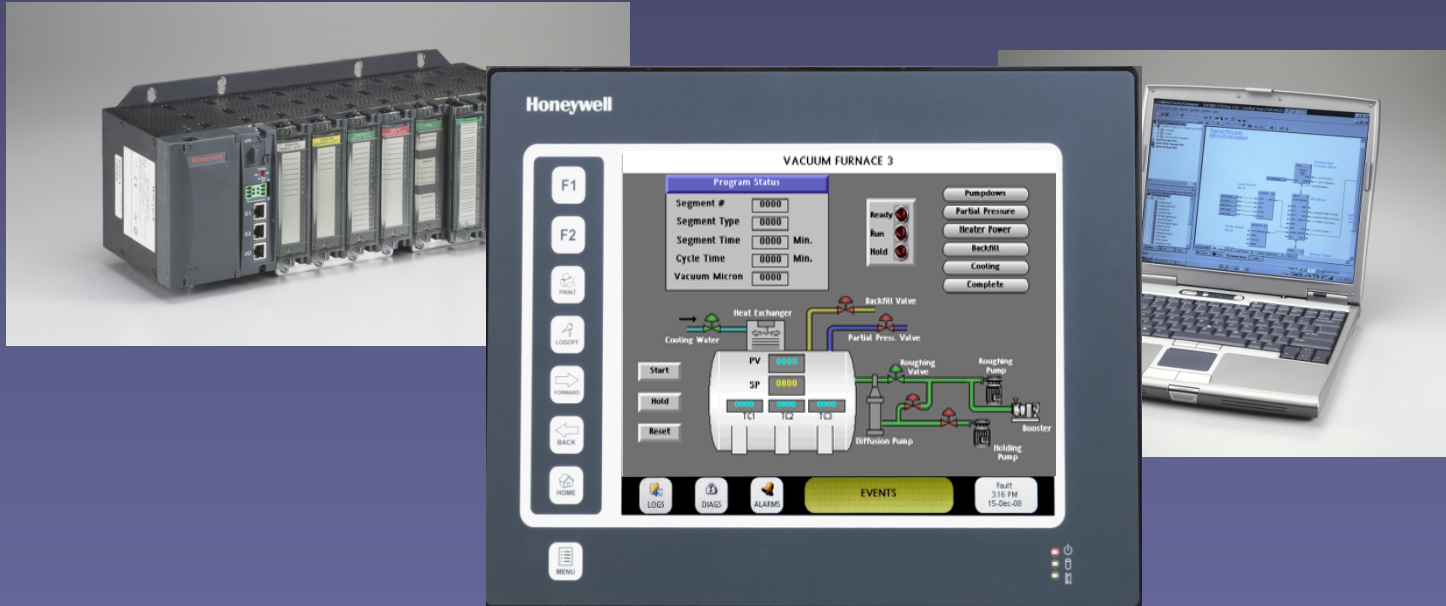 Honeywell
Honeywell
VACUUM FURNACE 3
F1
F2
PRINT
LOGOFF
FORWARD
BACK
HOME
MENU
Program Status
Segment # 0000
Segment Type 0000
Segment Time 0000 Min.
Cycle Time 0000 Min.
Vacuum Micron 0000
Ready
Run
Hold
Pumpdown
Partial Pressure
Heater Power
Backfill
Cooling
Complete
Backfill Valve
Heat Exchanger
Cooling Water
Partial Press. Valve
Start
Hold
Reset
PV 0000
SP 0000
0000 0000 0000
TC1 TC2 TC3
Roughing
Valve
Roughing
Pump
Booster
Diffusion Pump
Holding
Pump
LOGS
DIAGS
ALARMS
EVENTS
Fault
3:16 PM
15-Dec-08